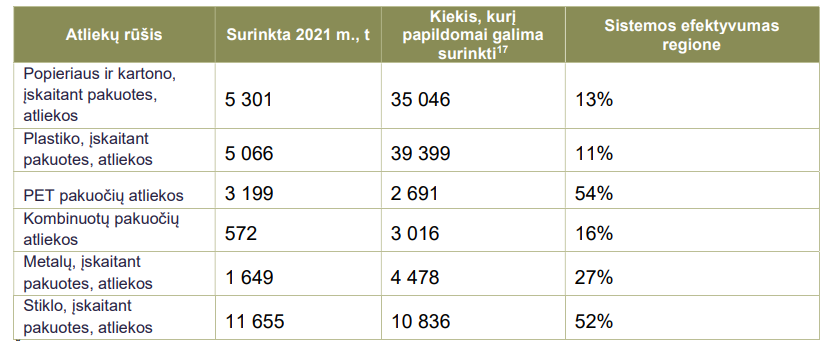 Atliekų rūšis
Surinkta 2021 m., t
Kiekis, kurį
papildomai galima
surinkti17
Sistemos efektyvumas
regione
Popieriaus ir kartono,
įskaitant pakuotes,
atliekos
5 301
35 046
13%
Plastiko, įskaitant
pakuotes, atliekos
5 066
39 399
11%
PET pakuočių atliekos
3 199
2 691
54%
Kombinuotų pakuočių
atliekos
572
3 016
16%
Metalų, įskaitant
pakuotes, atliekos
1 649
4 478
27%
Stiklo, įskaitant
pakuotes, atliekos
11 655
10 836
52%